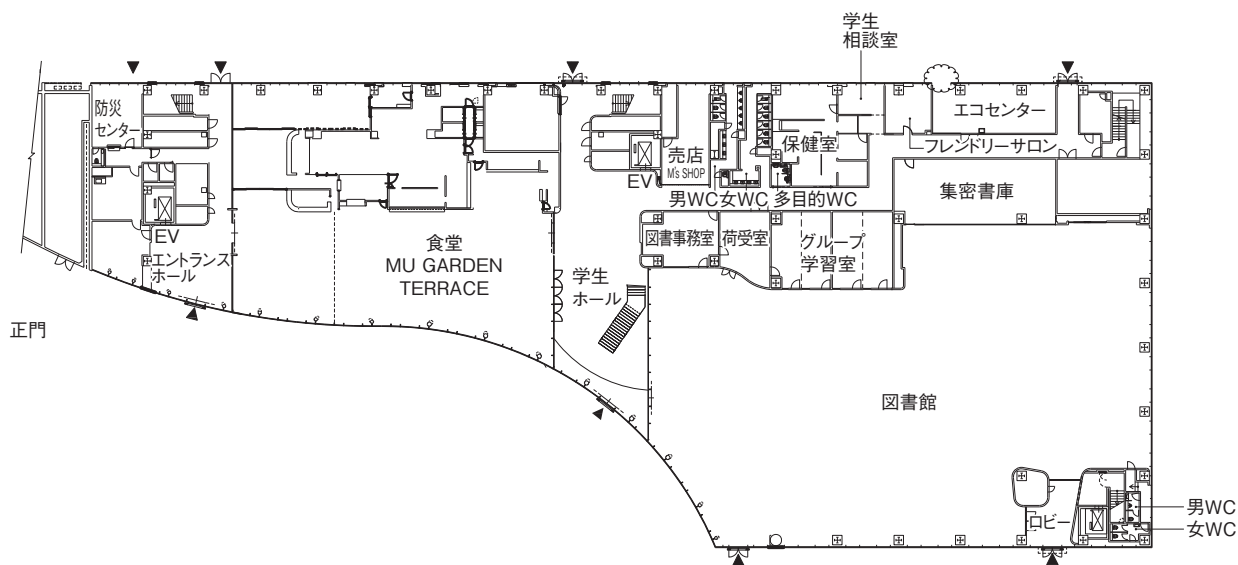 学生
相談室
防災
センター
エコセンター
売店
M's SHOP
保健室
フレンドリーサロン
EV
男WC 女WC 多目的WC
集密書庫
EV
エントランス
ホール
食堂
MU GARDEN
TERRACE
図書事務室
荷受室
グループ
学習室
学生
ホール
正門
図書館
ロビー
男WC
女WC